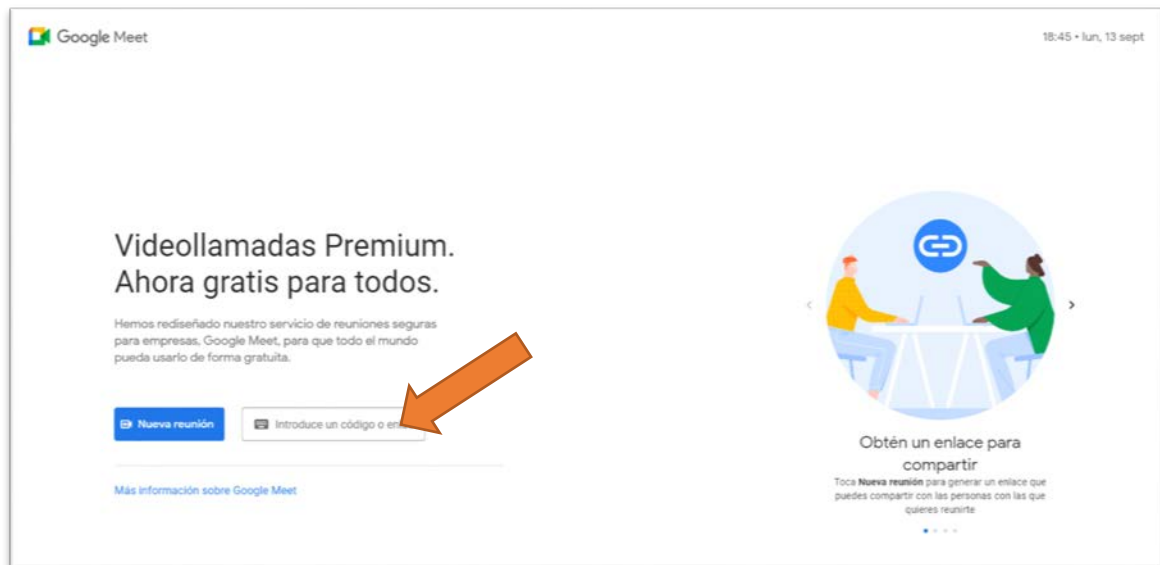 Google Meet
18:45 • lun, 13 sept
Videollamadas Premium.
Ahora gratis para todos.
Hemos rediseñado nuestro servicio de reuniones seguras
para empresas, Google Meet, para que todo el mundo
pueda usarlo de forma gratuita.
Nueva reunión
Introduce un código o
Más información sobre Google Meet
Obtén un enlace para
compartir
Toca Nueva reunión para generar un enlace que
puedes compartir con las personas con las que
quieres reunirte